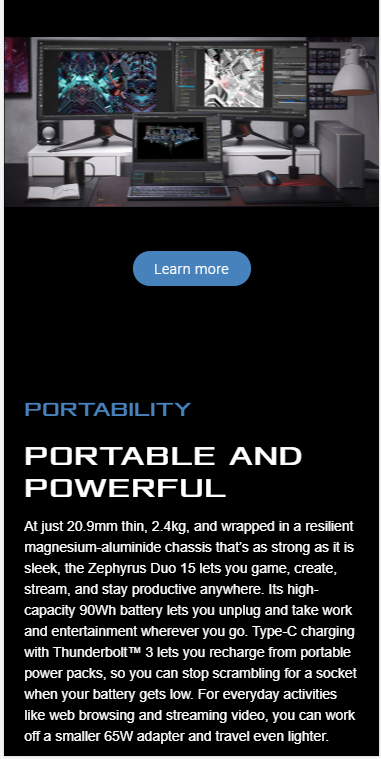 Learn more
PORTABILITY
PORTABLE AND
POWERFUL
At just 20.9mm thin, 2.4kg, and wrapped in a resilient
magnesium-aluminide chassis that's as strong as it is
sleek, the Zephyrus Duo 15 lets you game, create,
stream, and stay productive anywhere. Its high-
capacity 90Wh battery lets you unplug and take work
and entertainment wherever you go. Type-C charging
with Thunderbolt™ 3 lets you recharge from portable
power packs, so you can stop scrambling for a socket
when your battery gets low. For everyday activities
like web browsing and streaming video, you can work
off a smaller 65W adapter and travel even lighter.